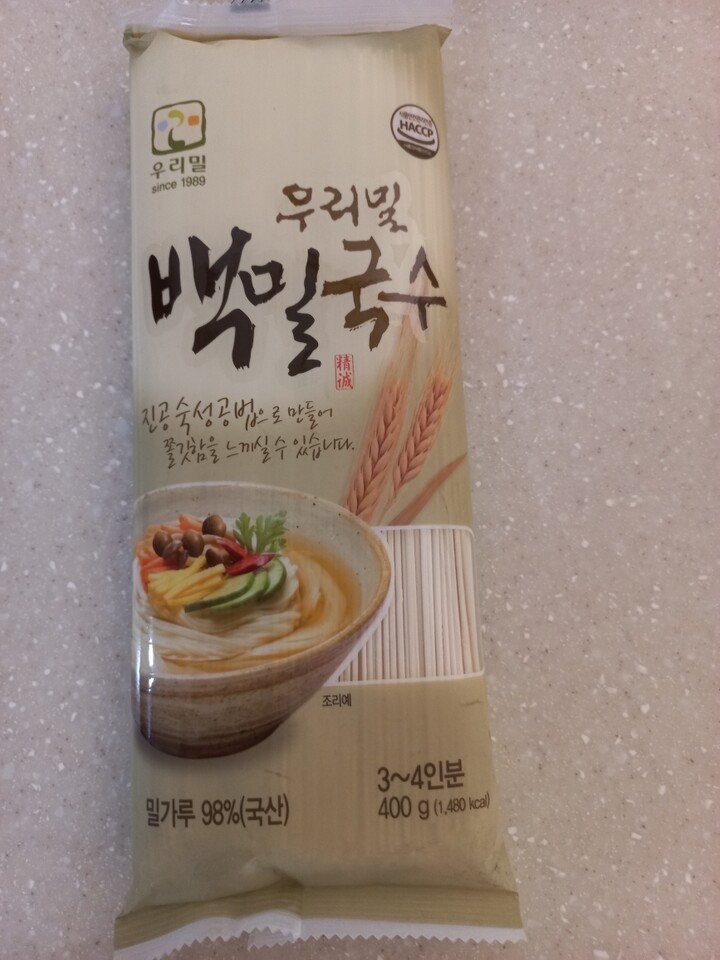 우리밀
since 1989
HACCP
우리밀
백밀국수
精
誠
진공숙성공법으로 만들어
쫄깃함을 느끼실 수 있습니다.
조리예
3~4인분
밀가루 98%(국산)
400 g (1,480 kcal)